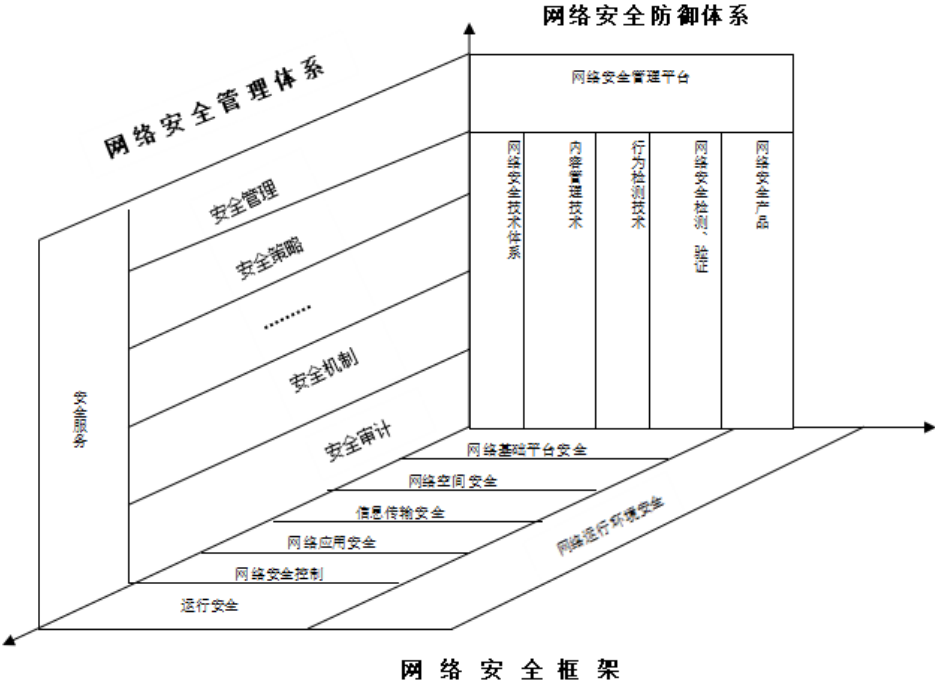 网络安全防御体系
网络安全管理体系
网络安全管理平台
网络安全技术体系
内容管理技术
行为检测技术
网络安全检测、验证
网络安全产品
安全管理
安全策略
………
安全机制
安全审计
安全服务
网络基础平台安全
网络空间安全
信息传输安全
网络应用安全
网络安全控制
运行安全
网络运行环境安全
网络安全框架